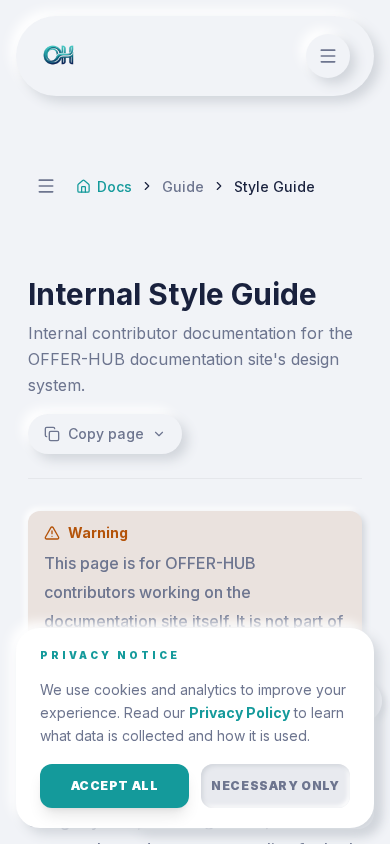 OH
Docs > Guide > Style Guide
Internal Style Guide
Internal contributor documentation for the
OFFER-HUB documentation site's design
system.
Copy page
Warning
This page is for OFFER-HUB
contributors working on the
documentation site itself. It is not part of
PRIVACY NOTICE
We use cookies and analytics to improve your
experience. Read our Privacy Policy to learn
what data is collected and how it is used.
ACCEPT ALL
NECESSARY ONLY